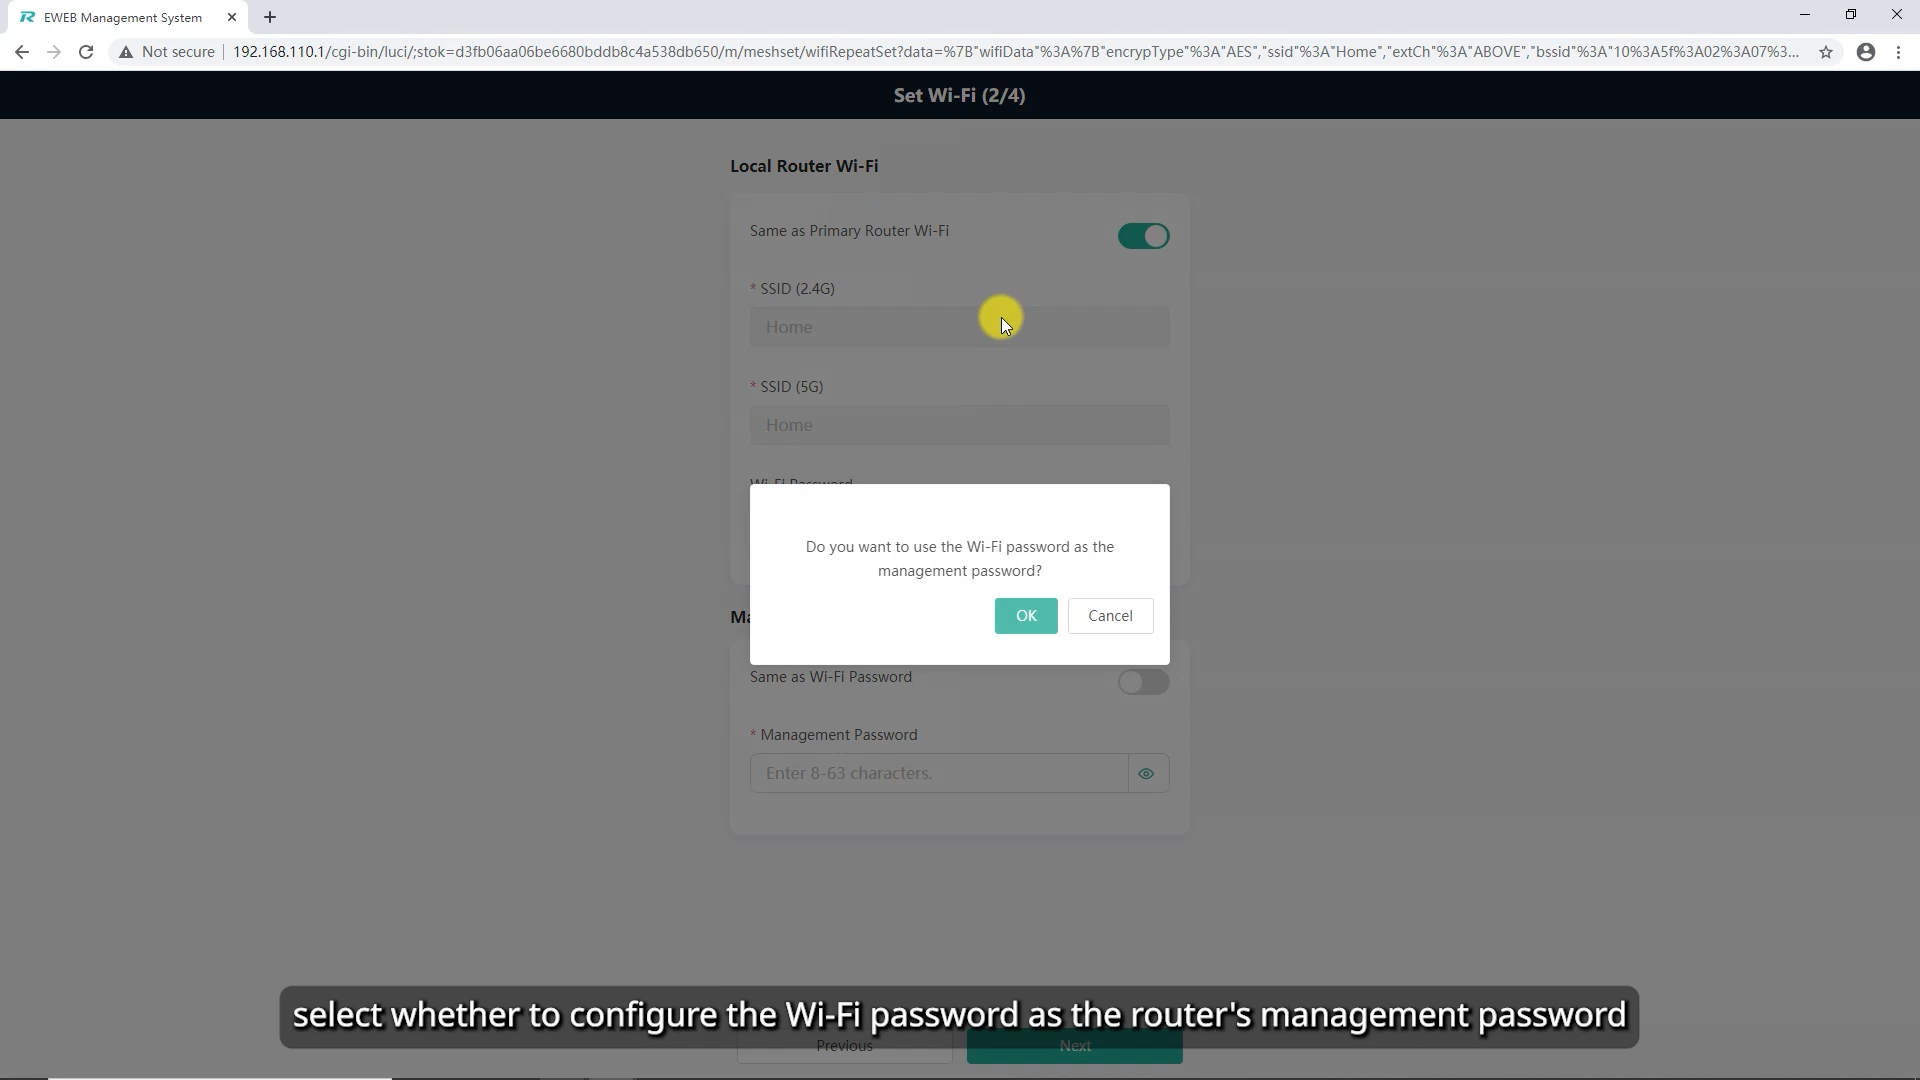 EWEB Management System
Not secure
192.168.110.1/cgi-bin/luci/;stok=d3fb06aa06be6680bddb8c4a538db650/m/meshset/wifiRepeatSet?data=%7B"wifiData"%3A%7B"encrypType"%3A"AES","ssid"%3A"Home","extCh"%3A"ABOVE","bssid"%3A"10%3A5f%3A02%3A07%3...
Set Wi-Fi (2/4)
Local Router Wi-Fi
Same as Primary Router Wi-Fi
* SSID (2.4G)
Home
* SSID (5G)
Home
Wi-Fi Password
Do you want to use the Wi-Fi password as the
management password?
OK
Cancel
Ma
Same as Wi-Fi Password
* Management Password
Enter 8-63 characters.
select whether to configure the Wi-Fi password as the router's management password
Previous
Next